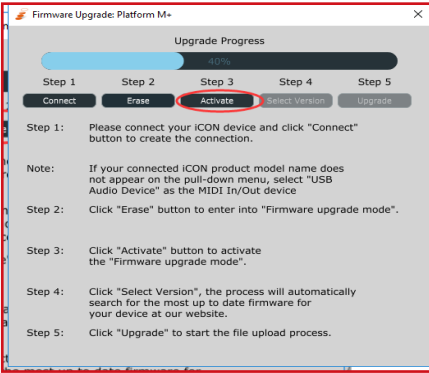 Firmware Upgrade: Platform M+
Upgrade Progress
40%
Step 1 Step 2 Step 3 Step 4 Step 5
Connect Erase Activate Select Version Upgrade
Step 1: Please connect your iCON device and click "Connect"
button to create the connection.
Note: If your connected iCON product model name does
not appear on the pull-down menu, select "USB
Audio Device" as the MIDI In/Out device
Step 2: Click "Erase" button to enter into "Firmware upgrade mode".
Step 3: Click "Activate" button to activate
the "Firmware upgrade mode".
Step 4: Click "Select Version", the process will automatically
search for the most up to date firmware for
your device at our website.
Step 5: Click "Upgrade" to start the file upload process.